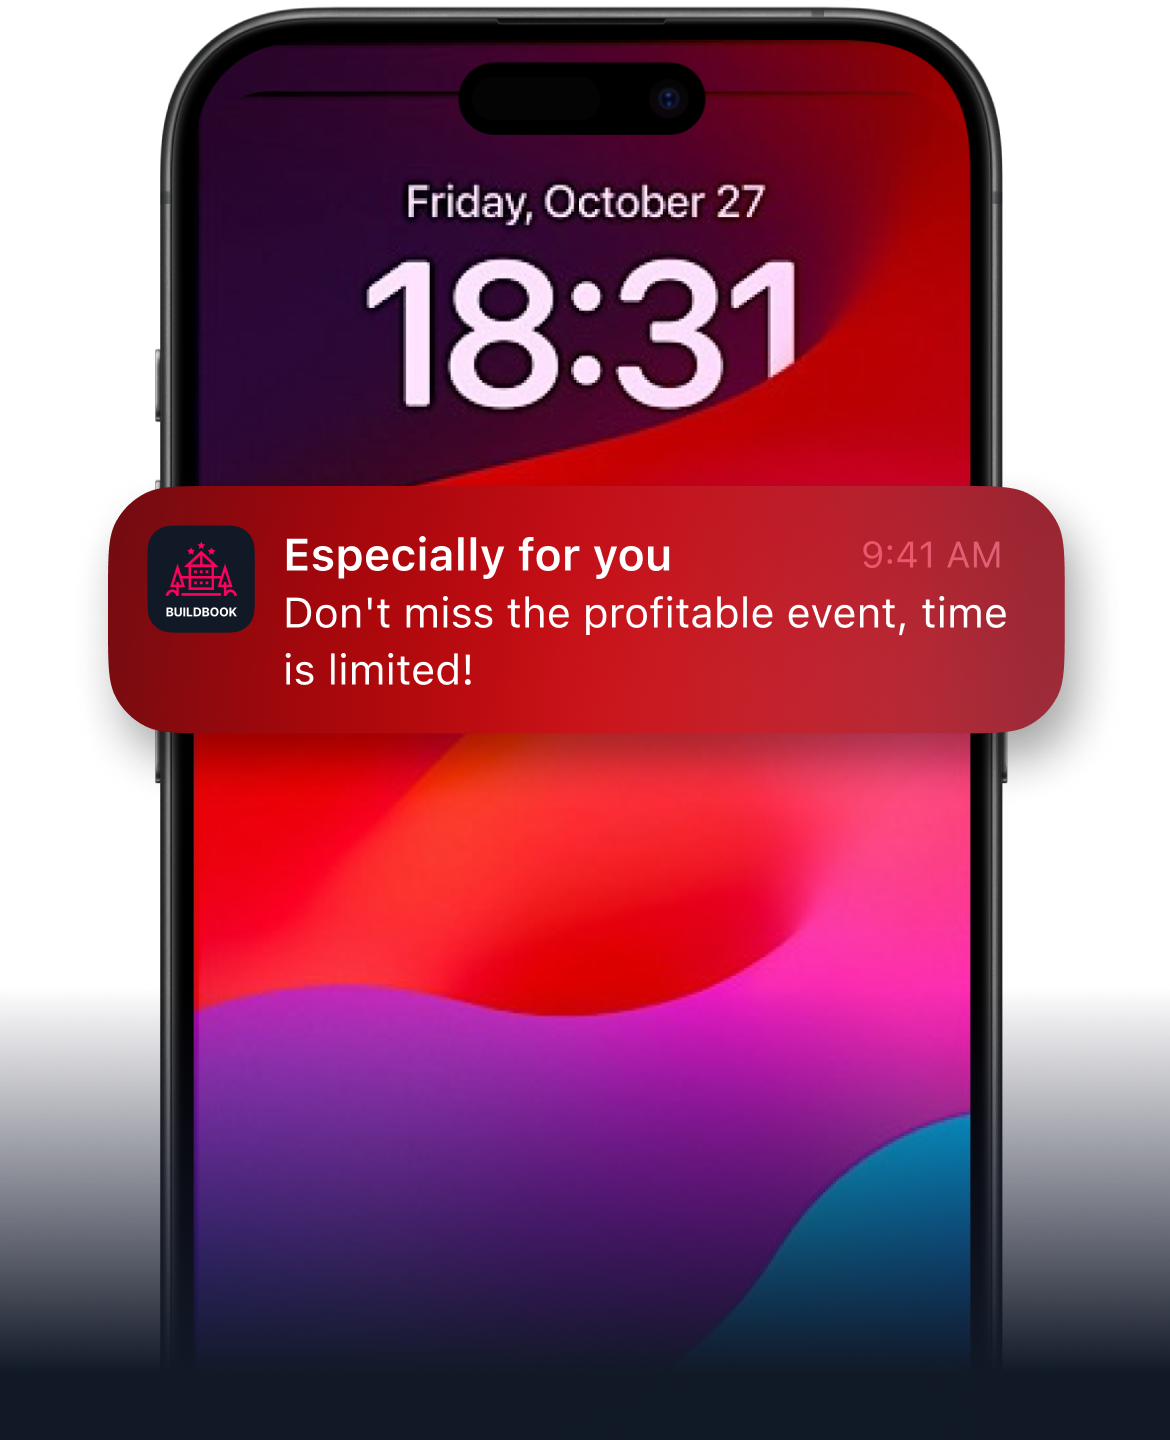 Friday, October 27
18:31
Especially for you
9:41 AM
Don't miss the profitable event, time
is limited!
BUILDBOOK